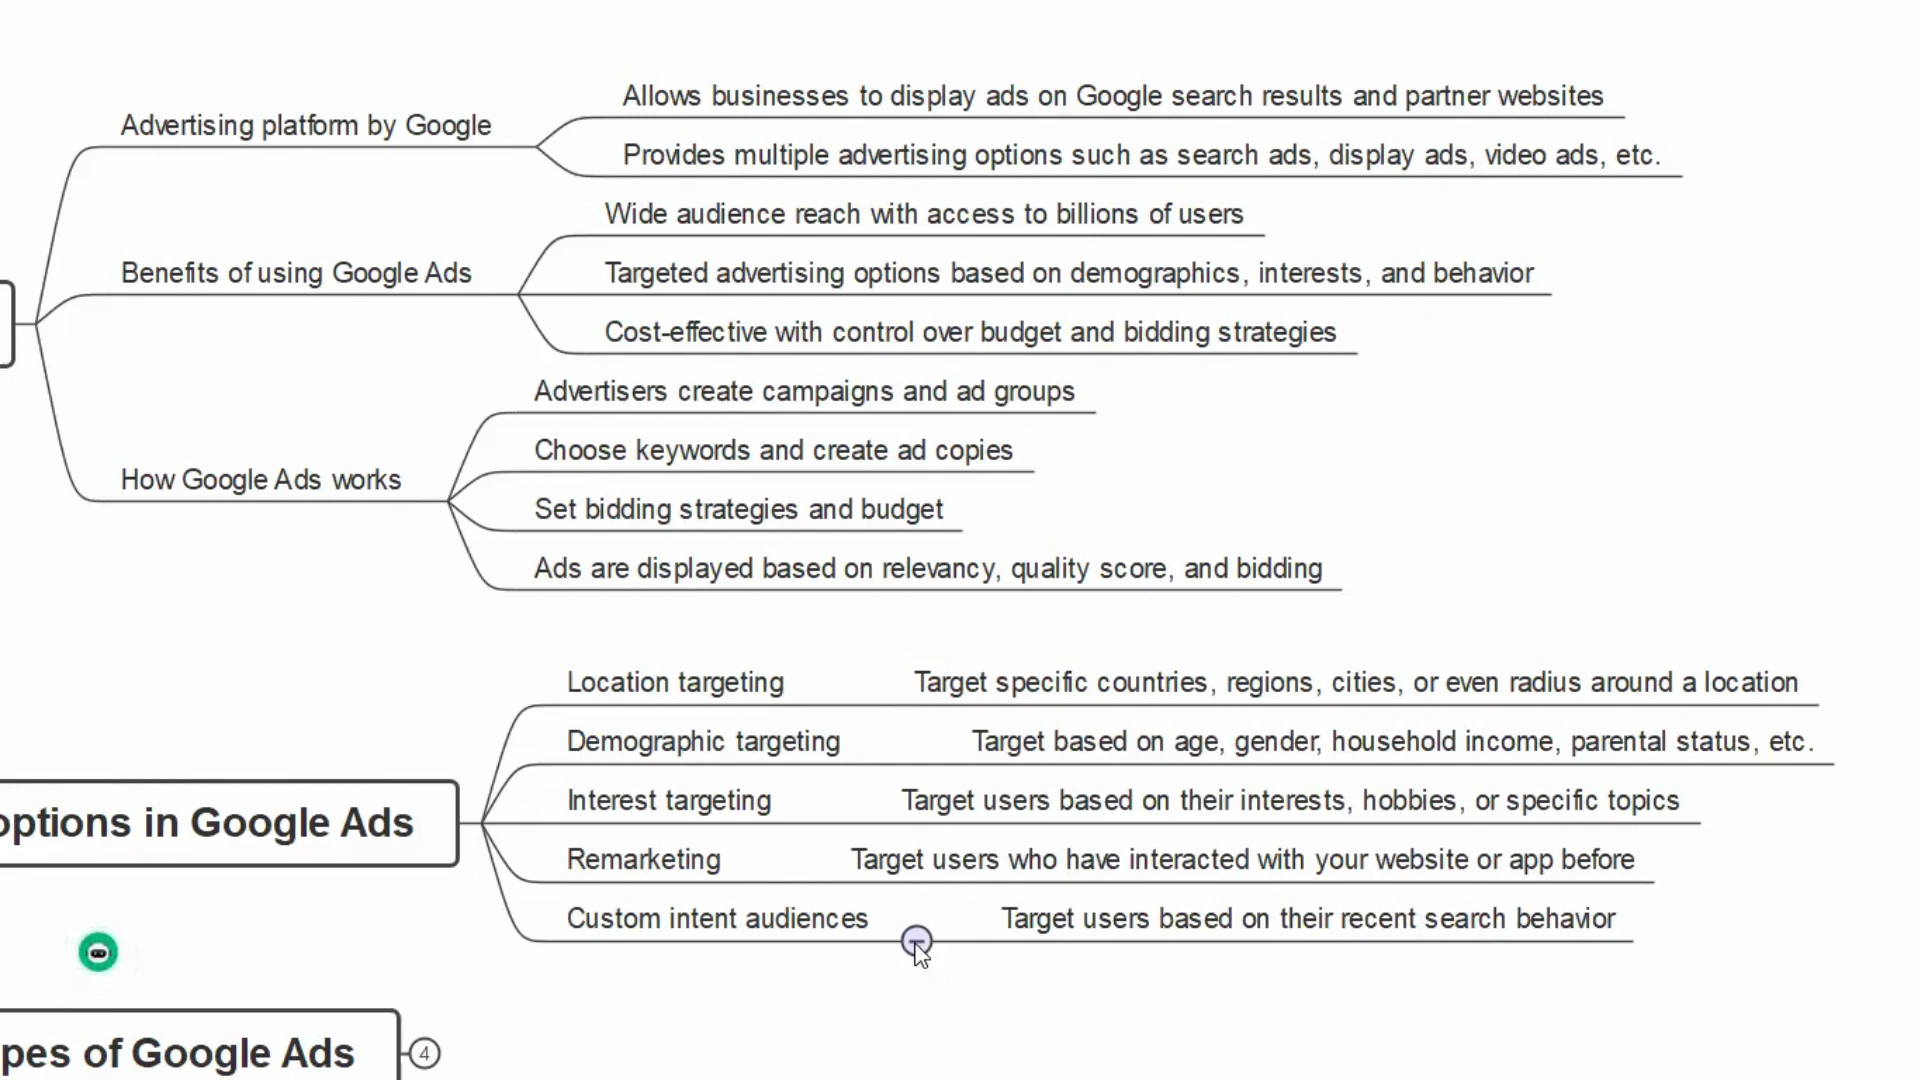 Advertising platform by Google
Allows businesses to display ads on Google search results and partner websites
Provides multiple advertising options such as search ads, display ads, video ads, etc.
Benefits of using Google Ads
Wide audience reach with access to billions of users
Targeted advertising options based on demographics, interests, and behavior
Cost-effective with control over budget and bidding strategies
How Google Ads works
Advertisers create campaigns and ad groups
Choose keywords and create ad copies
Set bidding strategies and budget
Ads are displayed based on relevancy, quality score, and bidding
options in Google Ads
Location targeting
Target specific countries, regions, cities, or even radius around a location
Demographic targeting
Target based on age, gender, household income, parental status, etc.
Interest targeting
Target users based on their interests, hobbies, or specific topics
Remarketing
Target users who have interacted with your website or app before
Custom intent audiences
Target users based on their recent search behavior
pes of Google Ads
4